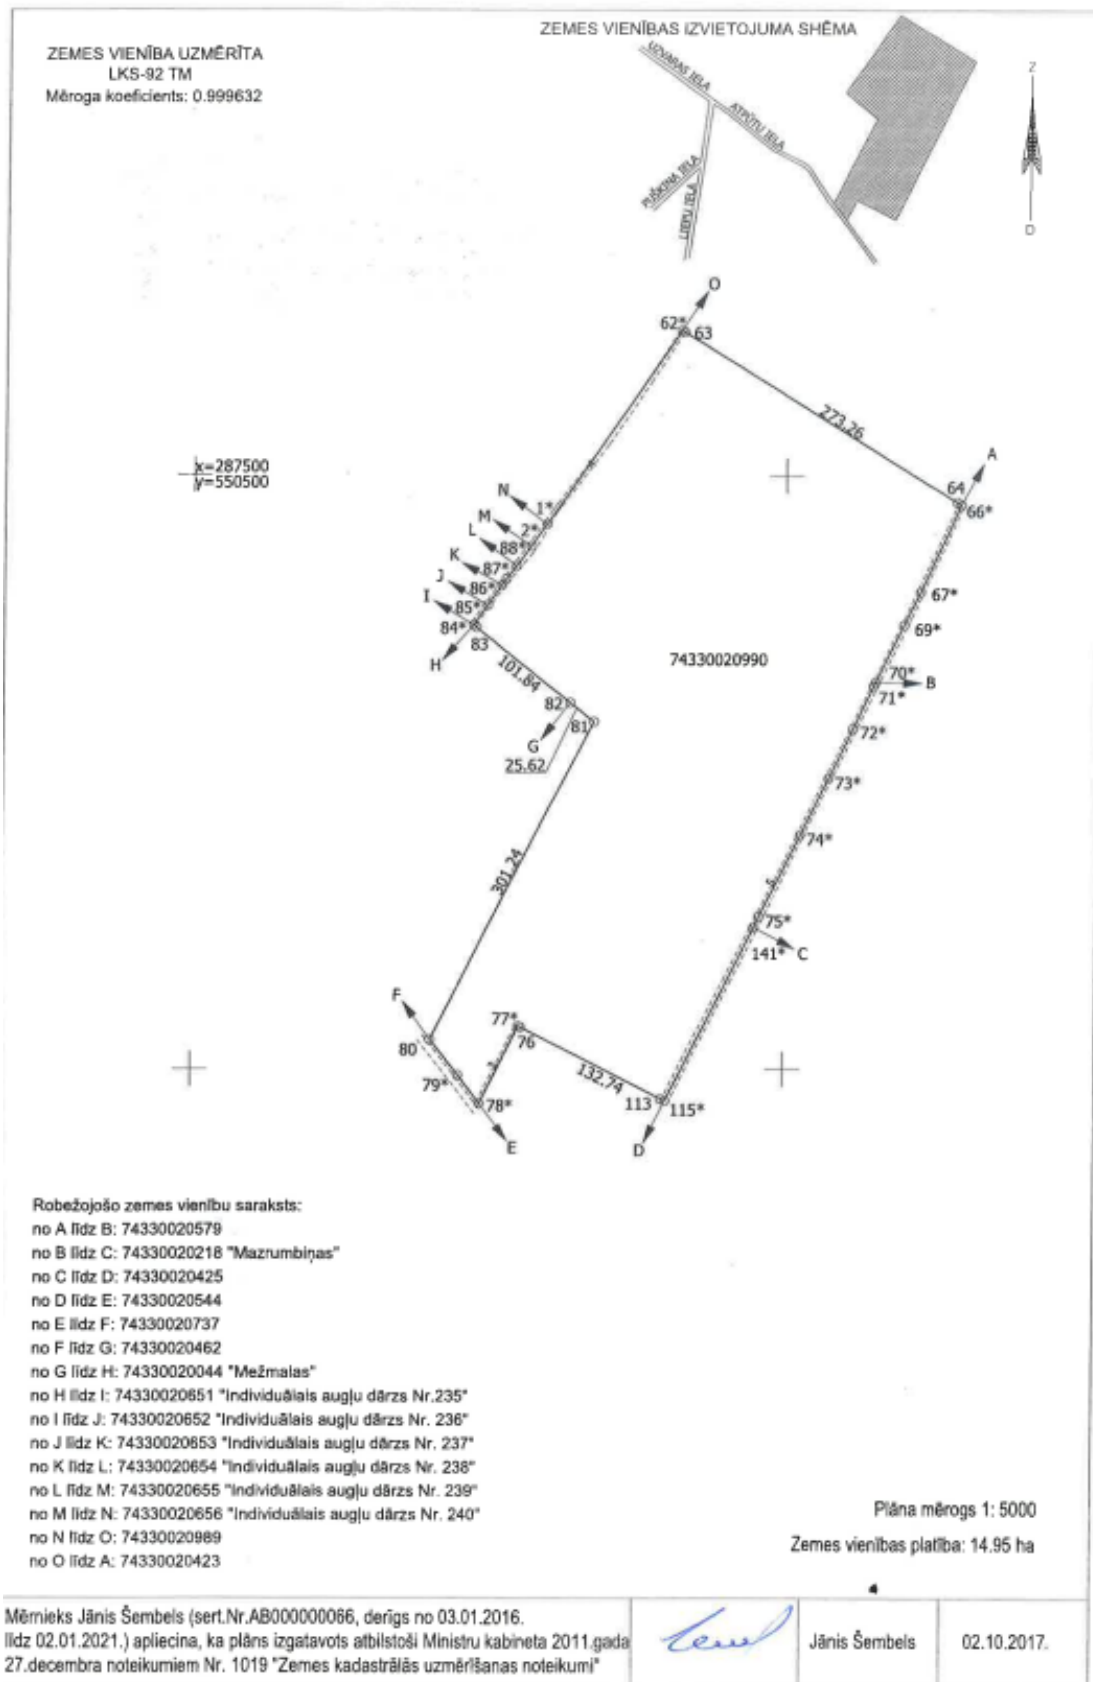 ZEMES VIENĪBA UZMĒRĪTA
LKS-92 TM
Mēroga koeficients: 0.999632
ZEMES VIENĪBAS IZVIETOJUMA SHĒMA
UZVARAS IELA
ATPŪTU IELA
PUŠKINA IELA
LIEPU IELA
Z
D
O
62*
63
273.26
A
64
66*
x=287500
y=550500
N
1*
M
2*
L
88*
K
87*
J
86*
I
85*
84*
83
H
67*
69*
74330020990
70*
B
71*
101.84
82
81
G
25.62
72*
73*
74*
301.24
75*
141*
C
F
80
77*
76
79*
78*
132.74
113
115*
E
D
Robežojošo zemes vienību saraksts:
no A līdz B: 74330020579
no B līdz C: 74330020218 "Mazrumbiņas"
no C līdz D: 74330020425
no D līdz E: 74330020544
no E līdz F: 74330020737
no F līdz G: 74330020462
no G līdz H: 74330020044 "Mežmalas"
no H līdz I: 74330020651 "Individuālais augļu dārzs Nr.235"
no I līdz J: 74330020652 "Individuālais augļu dārzs Nr. 236"
no J līdz K: 74330020653 "Individuālais augļu dārzs Nr. 237"
no K līdz L: 74330020654 "Individuālais augļu dārzs Nr. 238"
no L līdz M: 74330020655 "Individuālais augļu dārzs Nr. 239"
no M līdz N: 74330020656 "Individuālais augļu dārzs Nr. 240"
no N līdz O: 74330020989
no O līdz A: 74330020423
Plāna mērogs 1: 5000
Zemes vienības platība: 14.95 ha
Mērnieks Jānis Šembels (sert.Nr.AB000000066, derīgs no 03.01.2016.
līdz 02.01.2021.) apliecina, ka plāns izgatavots atbilstoši Ministru kabineta 2011.gada
27.decembra noteikumiem Nr. 1019 "Zemes kadastrālās uzmērīšanas noteikumi"
Jānis Šembels
02.10.2017.